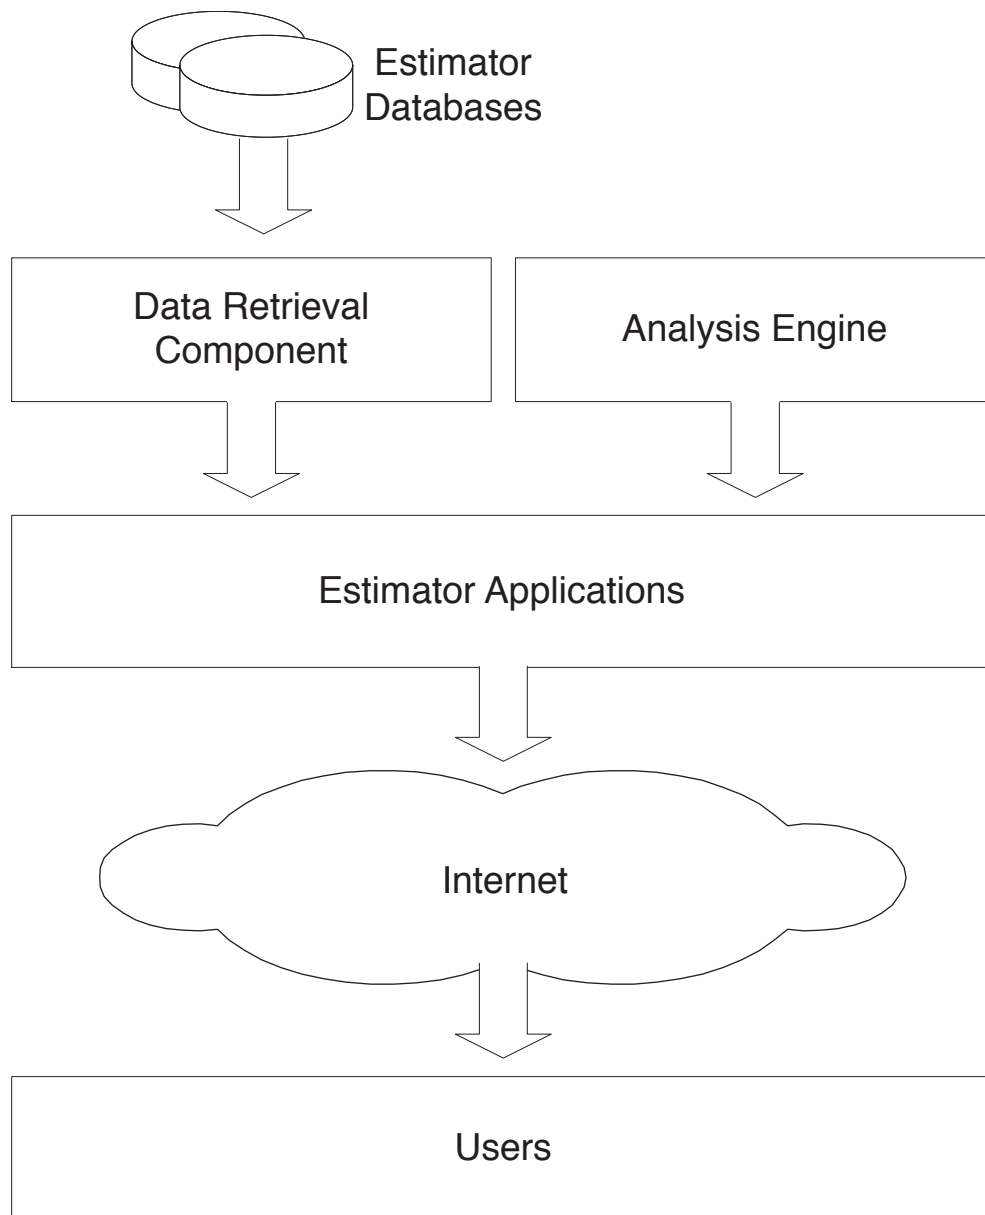 Estimator
Databases
Data Retrieval
Component
Analysis Engine
Estimator Applications
Internet
Users